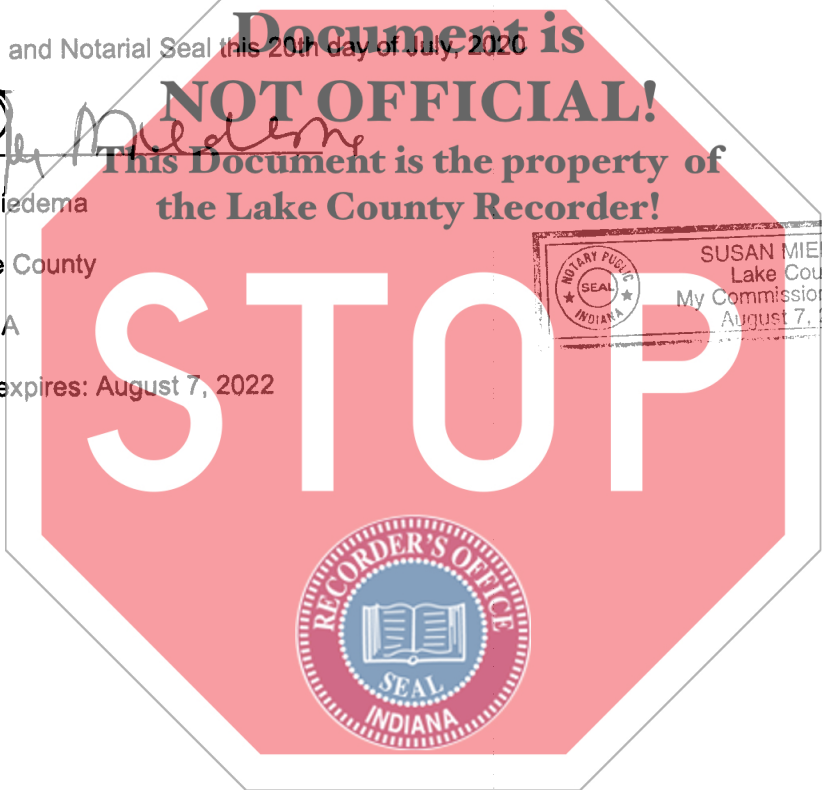 Document is
and Notarial Seal this 20th day of July, 2020
NOT OFFICIAL!
This Document is the property of
the Lake County Recorder!
iedema
County
SUSAN MIE
Lake Cou
My Commission
August 7,
NOTARY PUBLIC
SEAL
INDIANA
A
expires: August 7, 2022
STOP
RECORDER'S OFFICE
SEAL
INDIANA